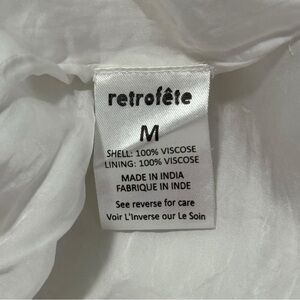 retrofête
M
SHELL: 100% VISCOSE
LINING: 100% VISCOSE
MADE IN INDIA
FABRIQUE IN INDE
See reverse for care
Voir L'Inverse our Le Soin